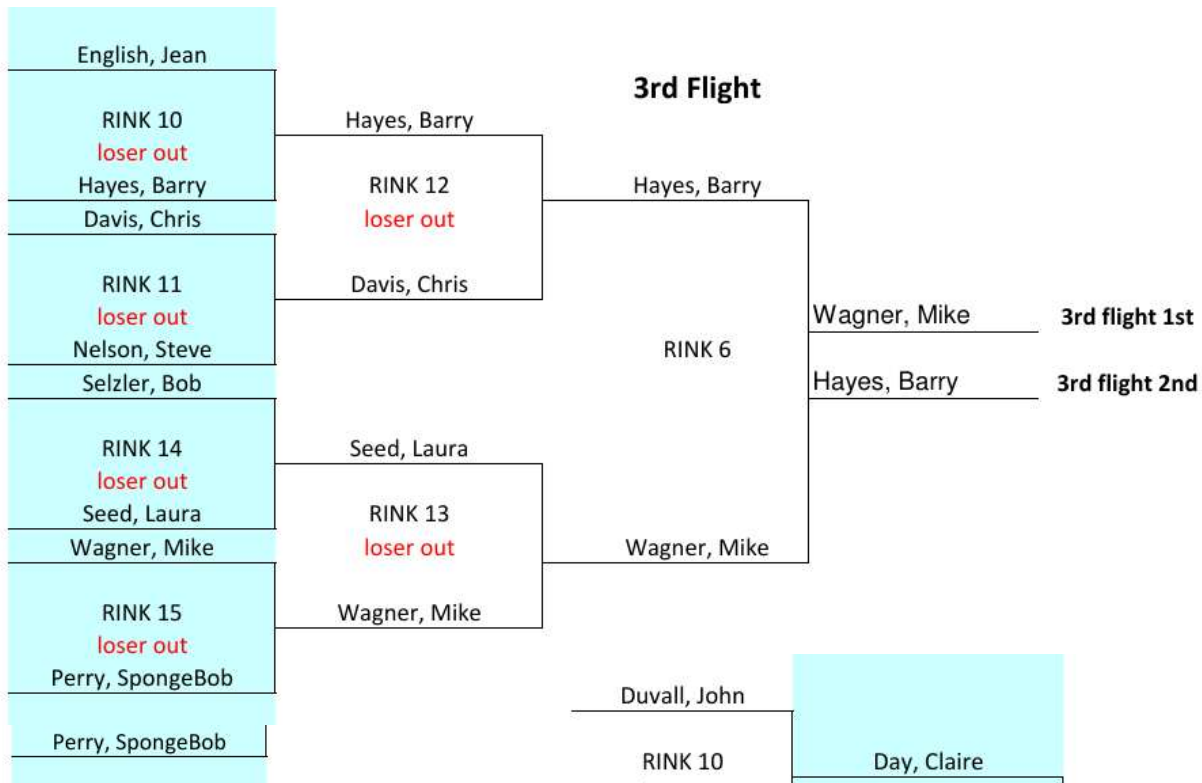 English, Jean
3rd Flight
RINK 10
Hayes, Barry
loser out
Hayes, Barry
RINK 12
Hayes, Barry
Davis, Chris
loser out
RINK 11
Davis, Chris
loser out
Wagner, Mike
3rd flight 1st
Nelson, Steve
RINK 6
Selzler, Bob
Hayes, Barry
3rd flight 2nd
RINK 14
Seed, Laura
loser out
Seed, Laura
RINK 13
Wagner, Mike
loser out
Wagner, Mike
RINK 15
Wagner, Mike
loser out
Perry, SpongeBob
Duvall, John
Perry, SpongeBob
RINK 10
Day, Claire